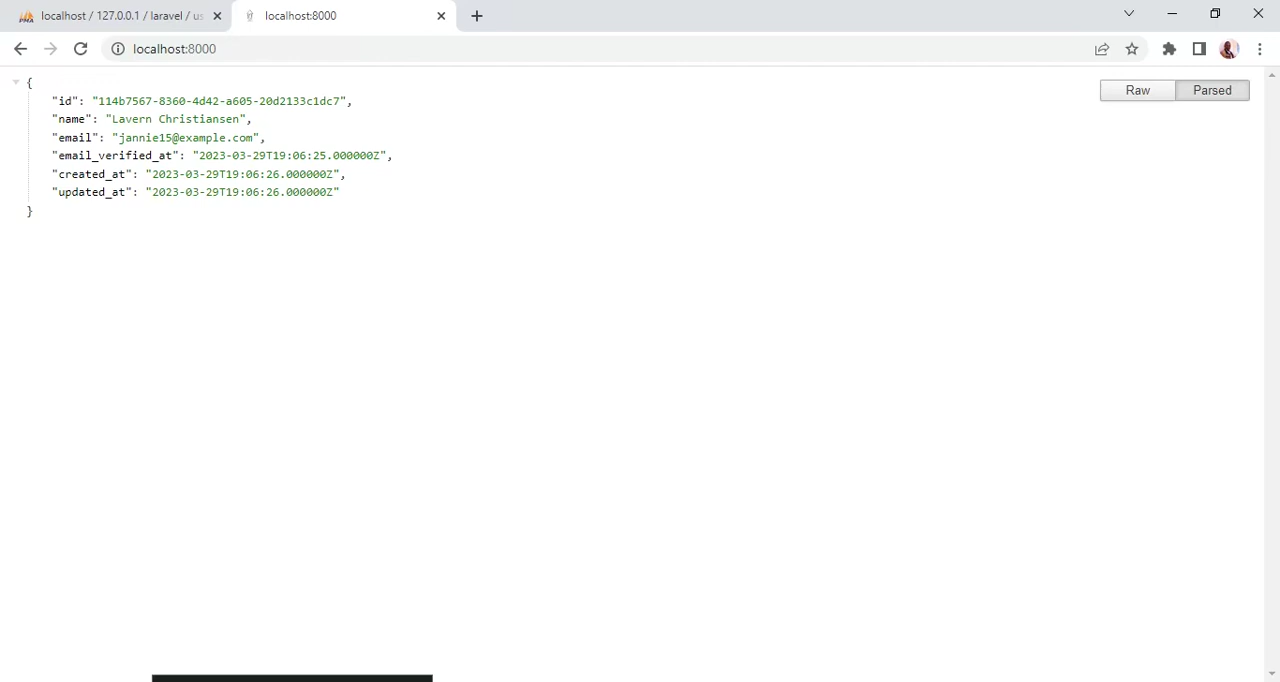 localhost / 127.0.0.1 / laravel / us
localhost:8000
localhost:8000
{
"id": "114b7567-8360-4d42-a605-20d2133c1dc7",
"name": "Lavern Christiansen",
"email": "jannie15@example.com",
"email_verified_at": "2023-03-29T19:06:25.000000Z",
"created_at": "2023-03-29T19:06:26.000000Z",
"updated_at": "2023-03-29T19:06:26.000000Z"
}
Raw Parsed